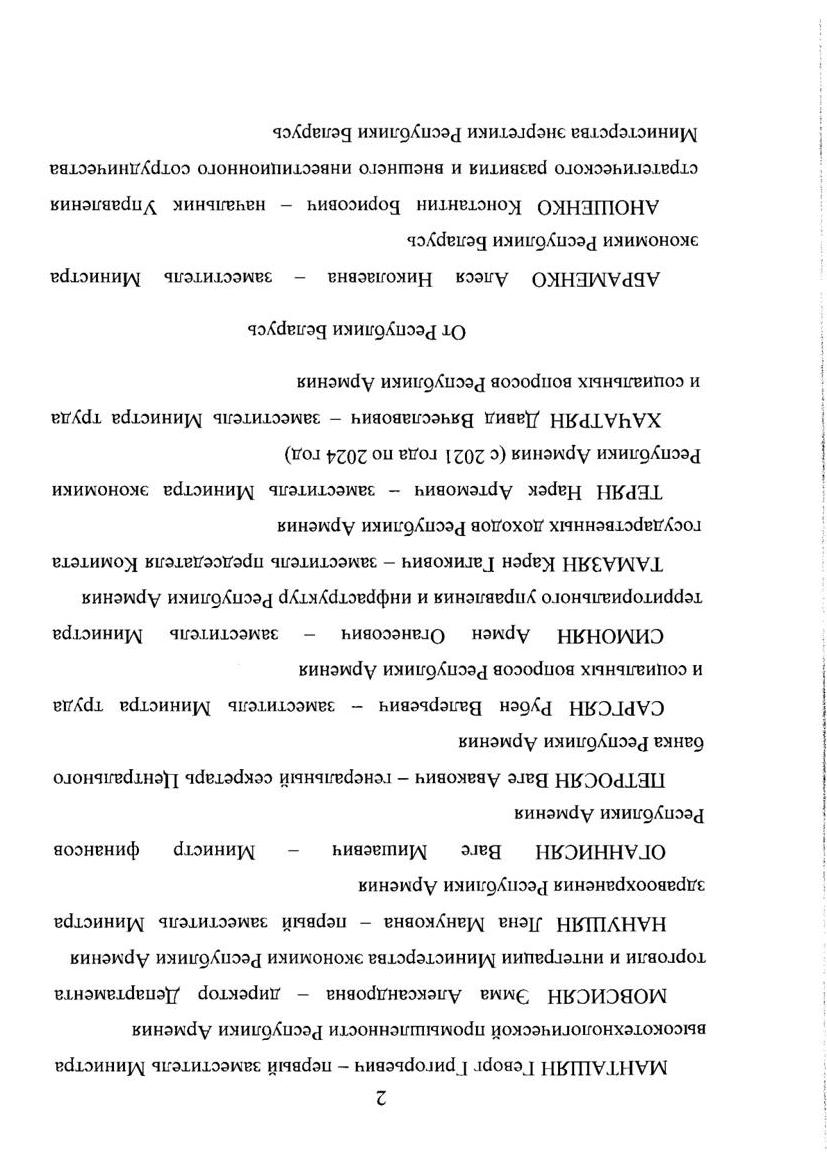 2
МАНТАШЯН Геворг Григорьевич – первый заместитель Министра
высокотехнологической промышленности Республики Армения
МОВСИСЯН Эмма Александровна – директор Департамента
торговли и интеграции Министерства экономики Республики Армения
НАНУШЯН Лена Мануковна – первый заместитель Министра
здравоохранения Республики Армения
ОГАННИСЯН Ваге Мишаевич – Министр финансов
Республики Армения
ПЕТРОСЯН Ваге Авакович – генеральный секретарь Центрального
банка Республики Армения
САРГСЯН Рубен Валерьевич – заместитель Министра труда
и социальных вопросов Республики Армения
СИМОНЯН Армен Оганесович – заместитель Министра
территориального управления и инфраструктур Республики Армения
ТАМАЗЯН Карен Гагикович – заместитель председателя Комитета
государственных доходов Республики Армения
ТЕРЯН Нарек Артемович – заместитель Министра экономики
Республики Армения (с 2021 года по 2024 год)
ХАЧАТРЯН Давид Вячеславович – заместитель Министра труда
и социальных вопросов Республики Армения
От Республики Беларусь
АБРАМЕНКО Алеся Николаевна – заместитель Министра
экономики Республики Беларусь
АНОШЕНКО Константин Борисович – начальник Управления
стратегического развития и внешнего инвестиционного сотрудничества
Министерства энергетики Республики Беларусь